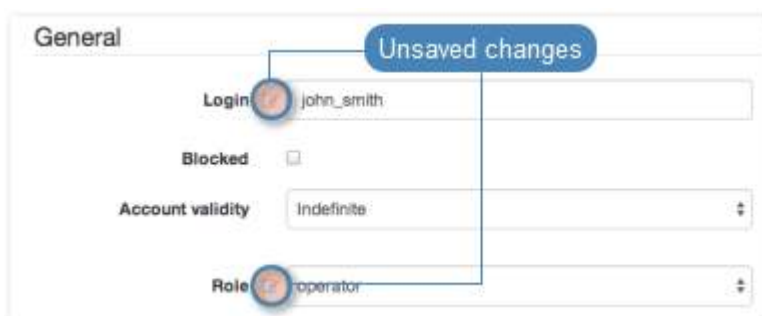 General
Unsaved changes
Login john_smith
Blocked
Account validity Indefinite
Role operator